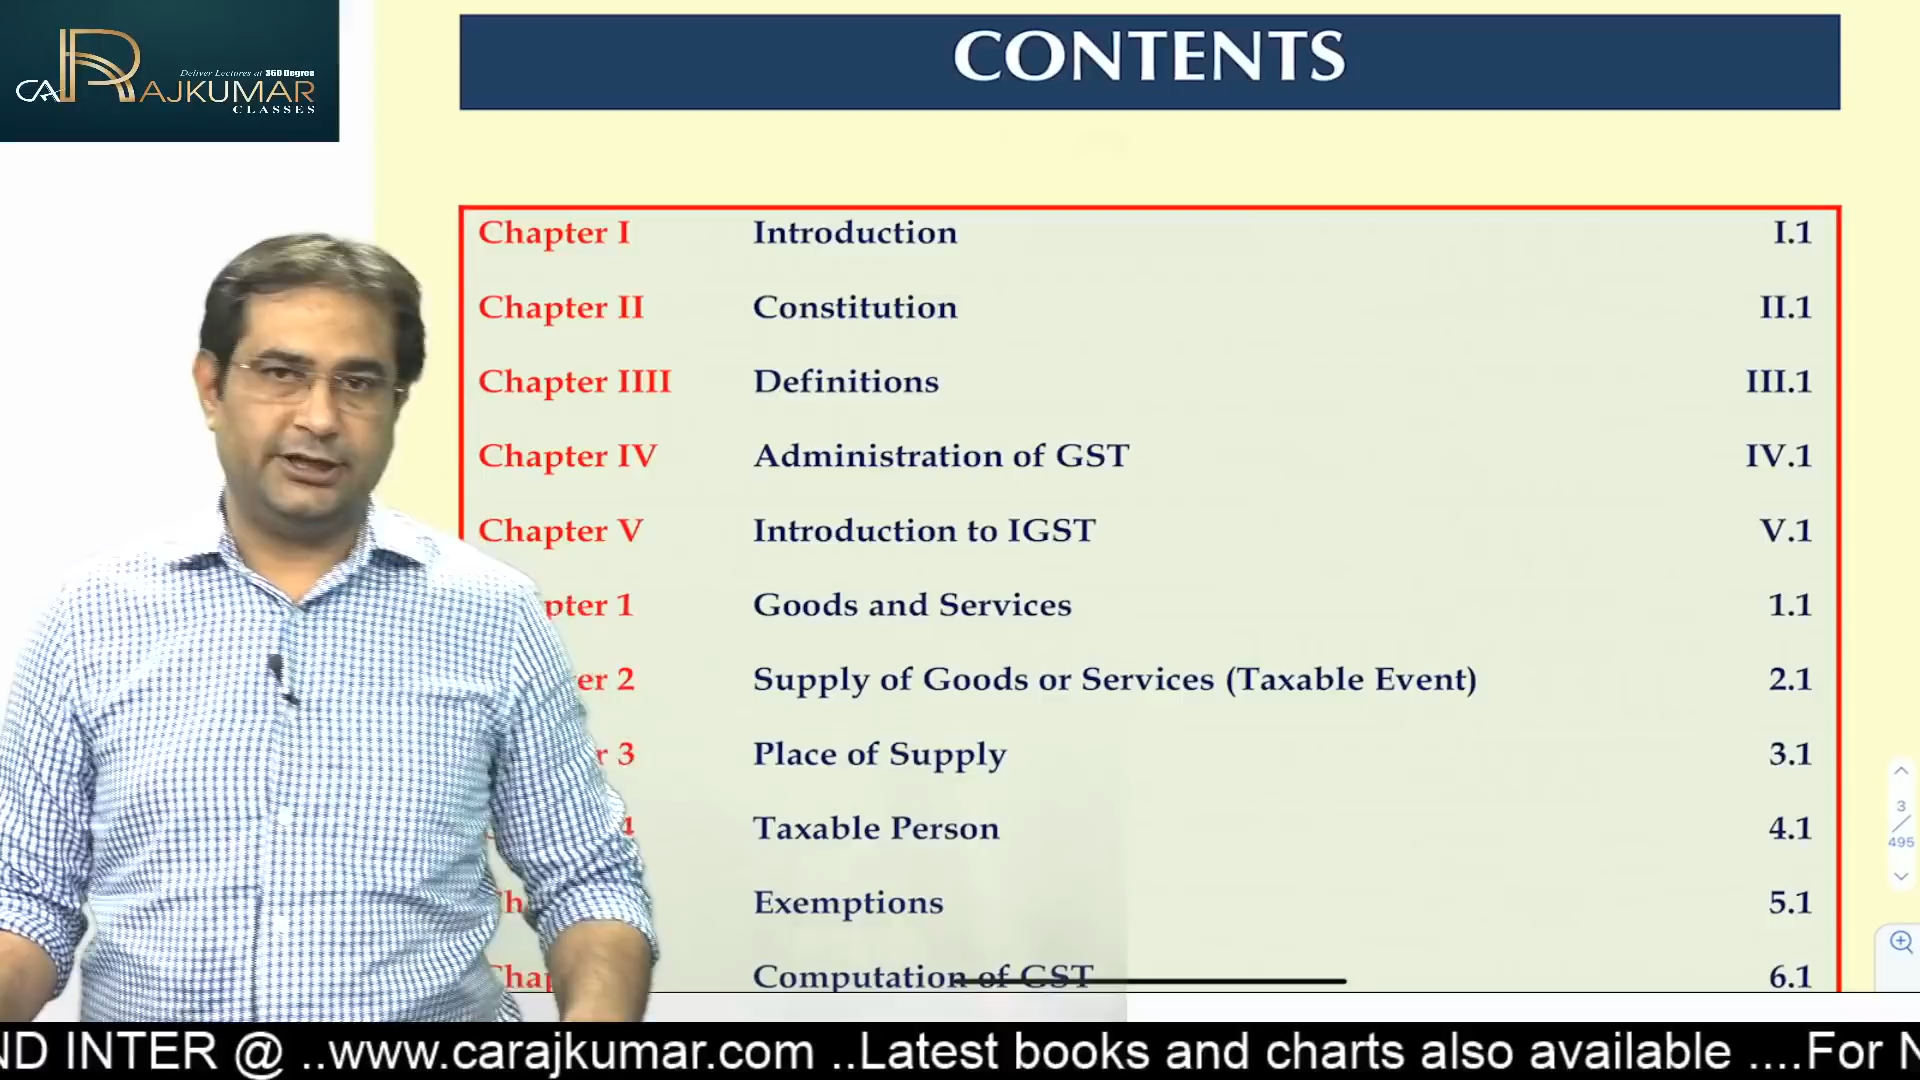 Deliver Lectures at 360 Degree
CA RAJKUMAR
CLASSES
CONTENTS
Chapter I Introduction I.1
Chapter II Constitution II.1
Chapter IIII Definitions III.1
Chapter IV Administration of GST IV.1
Chapter V Introduction to IGST V.1
pter 1 Goods and Services 1.1
er 2 Supply of Goods or Services (Taxable Event) 2.1
r 3 Place of Supply 3.1
4 Taxable Person 4.1
Ch Exemptions 5.1
Chap Computation of GST 6.1
3
495
ND INTER @ ..www.carajkumar.com ..Latest books and charts also available ....For N